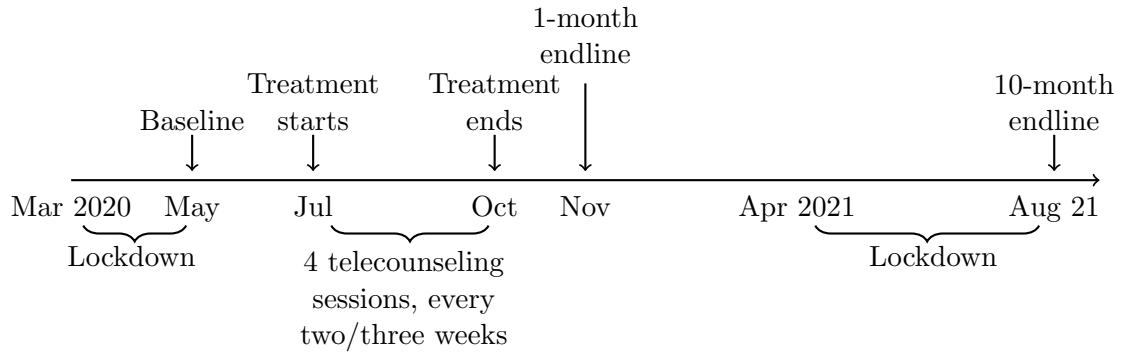 1-month
endline
Treatment
starts
Treatment
ends
10-month
endline
Baseline
Mar 2020
May
Jul
Oct
Nov
Apr 2021
Aug 21
Lockdown
4 telecounseling
sessions, every
two/three weeks
Lockdown